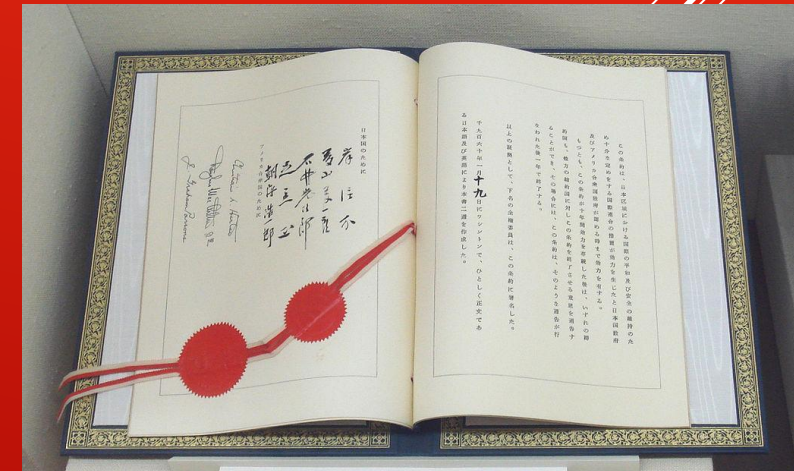 この条約は、日本区域における国際の平和及び安全の維持のた
め十分な定めをする国際連合の措置が効力を生じたと日本国政府
及びアメリカ合衆国政府が認める時まで効力を有する。
もつとも、この条約が十年間効力を存続した後は、いずれの締
約国も、他方の締約国に対しこの条約を終了させる意思を通告す
ることができ、その場合には、この条約は、そのような通告が行
われた後一年で終了する。
以上の証拠として、下名の全権委員は、この条約に署名した。
千九百六十年一月十九日にワシントンで、ひとしく正文であ
る日本語及び英語により本書二通を作成した。
日本国のために
岸信介
藤山愛一郎
石井光次郎
足立正
朝海浩一郎
アメリカ合衆国のために
Christian A. Herter
J. Graham Parsons